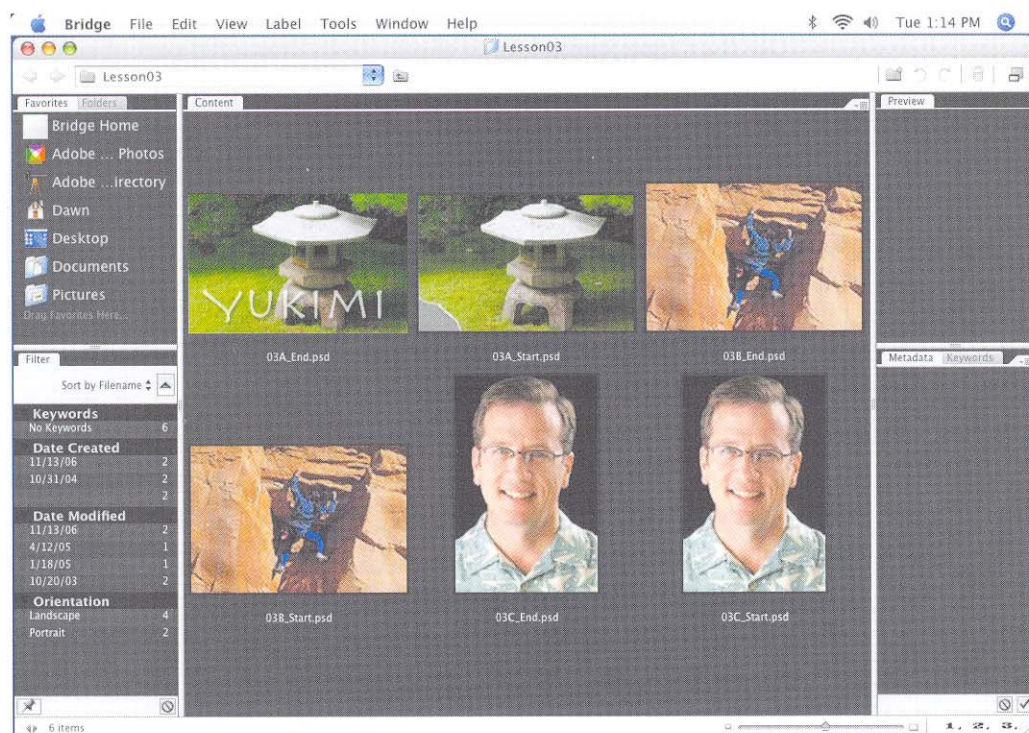 Bridge File Edit View Label Tools Window Help Tue 1:14 PM
Lesson03
Lesson03
Favorites Folders
Bridge Home
Adobe ... Photos
Adobe ...irectory
Dawn
Desktop
Documents
Pictures
Drag Favorites Here...
Filter
Sort by Filename
Keywords
No Keywords 6
Date Created
11/13/06 2
10/31/04 2
2
Date Modified
11/13/06 2
4/12/05 1
1/18/05 1
10/20/03 2
Orientation
Landscape 4
Portrait 2
6 items
Content
YUKIMI
03A_End.psd
03A_Start.psd
03B_End.psd
03B_Start.psd
03C_End.psd
03C_Start.psd
Preview
Metadata Keywords
1, 2, 3,